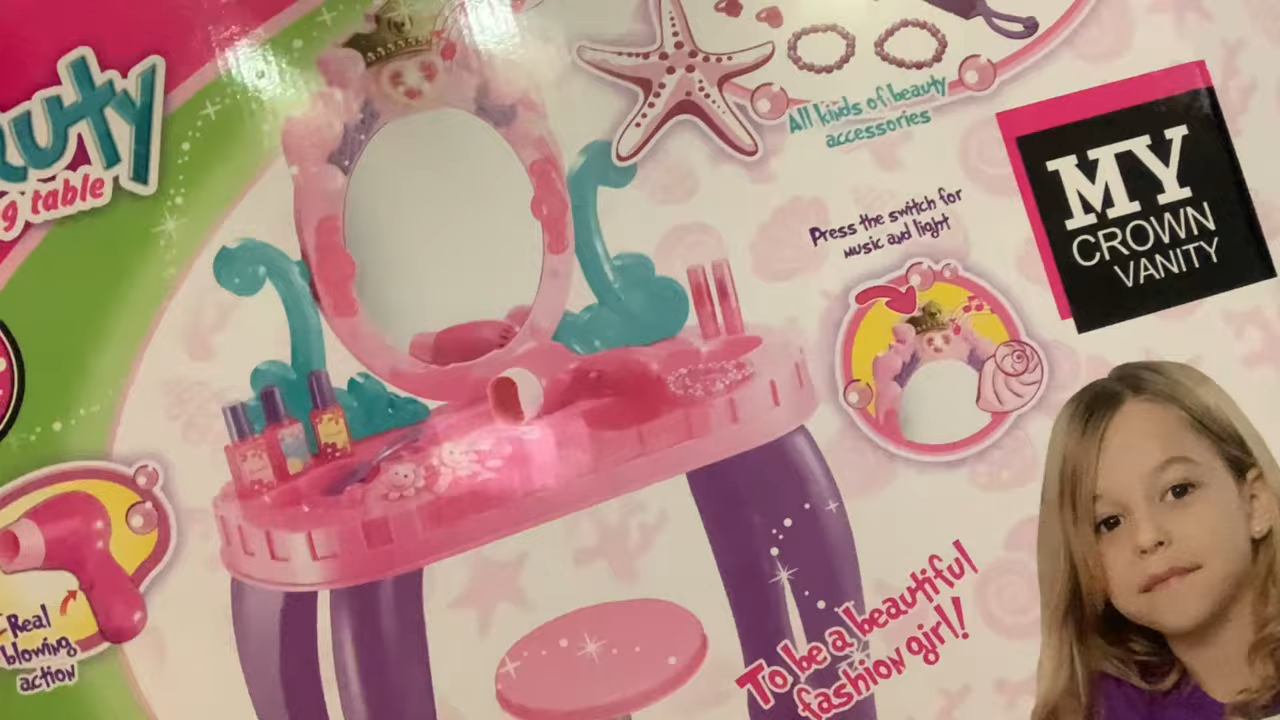 g table
All kinds of beauty
accessories
Press the switch for
music and light
MY
CROWN
VANITY
Real
blowing
action
To be a beautiful
fashion girl!